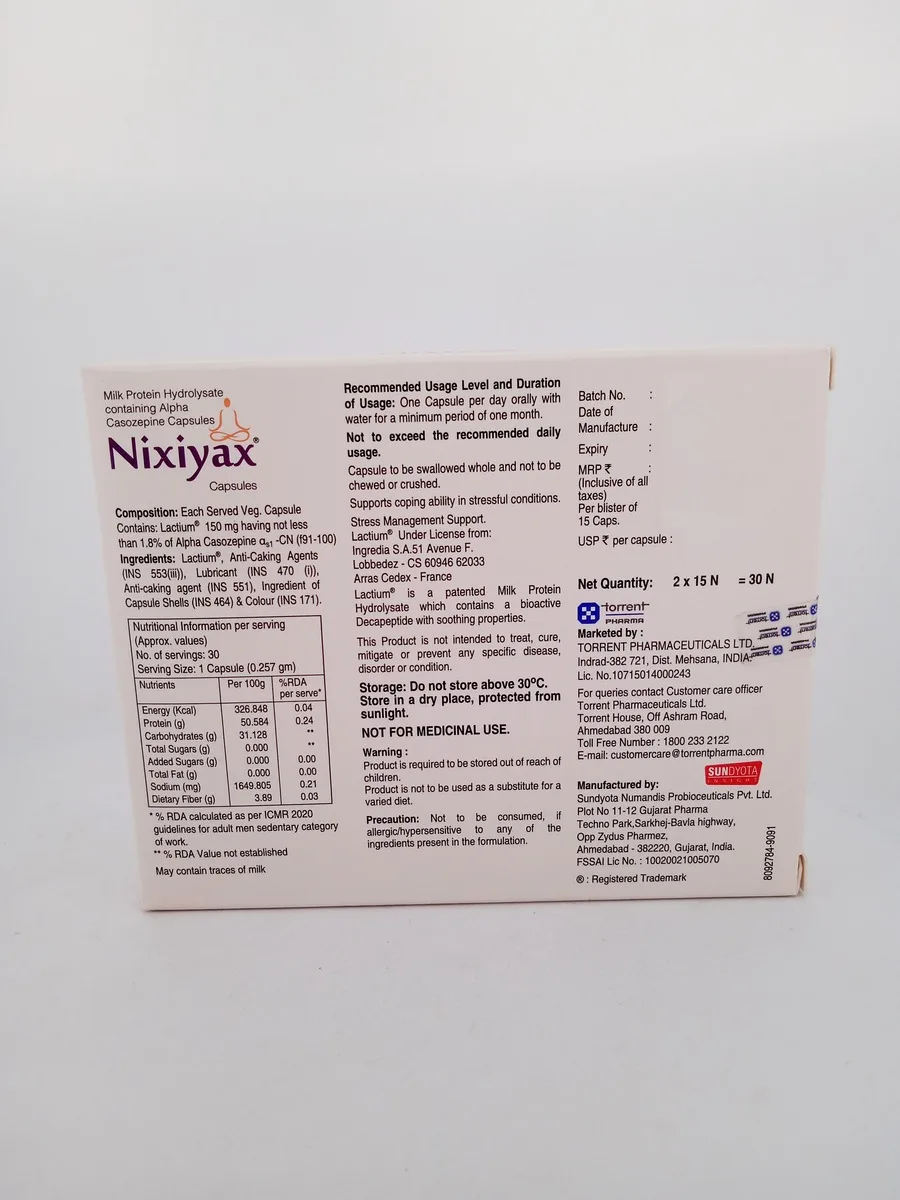 Milk Protein Hydrolysate
containing Alpha
Casozepine Capsules
Nixiyax®
Capsules
Composition: Each Served Veg. Capsule
Contains: Lactium® 150 mg having not less
than 1.8% of Alpha Casozepine αs1 -CN (f91-100)
Ingredients: Lactium®, Anti-Caking Agents
(INS 553(iii)), Lubricant (INS 470 (i)),
Anti-caking agent (INS 551), Ingredient of
Capsule Shells (INS 464) & Colour (INS 171).
Nutritional Information per serving
(Approx. values)
No. of servings: 30
Serving Size: 1 Capsule (0.257 gm)
Nutrients Per 100g %RDA
per serve*
Energy (Kcal) 326.848 0.04
Protein (g) 50.584 0.24
Carbohydrates (g) 31.128 **
Total Sugars (g) 0.000 **
Added Sugars (g) 0.000 0.00
Total Fat (g) 0.000 0.00
Sodium (mg) 1649.805 0.21
Dietary Fiber (g) 3.89 0.03
* % RDA calculated as per ICMR 2020
guidelines for adult men sedentary category
of work.
** % RDA Value not established
May contain traces of milk
Recommended Usage Level and Duration
of Usage: One Capsule per day orally with
water for a minimum period of one month.
Not to exceed the recommended daily
usage.
Capsule to be swallowed whole and not to be
chewed or crushed.
Supports coping ability in stressful conditions.
Stress Management Support.
Lactium® Under License from:
Ingredia S.A.51 Avenue F.
Lobbedez - CS 60946 62033
Arras Cedex - France
Lactium® is a patented Milk Protein
Hydrolysate which contains a bioactive
Decapeptide with soothing properties.
This Product is not intended to treat, cure,
mitigate or prevent any specific disease,
disorder or condition.
Storage: Do not store above 30ºC.
Store in a dry place, protected from
sunlight.
NOT FOR MEDICINAL USE.
Warning :
Product is required to be stored out of reach of
children.
Product is not to be used as a substitute for a
varied diet.
Precaution: Not to be consumed, if
allergic/hypersensitive to any of the
ingredients present in the formulation.
Batch No. :
Date of
Manufacture :
Expiry :
MRP ₹ :
(Inclusive of all
taxes)
Per blister of
15 Caps.
USP ₹ per capsule :
Net Quantity: 2 x 15 N = 30 N
torrent
PHARMA
Marketed by :
TORRENT PHARMACEUTICALS LTD.
Indrad-382 721, Dist. Mehsana, INDIA.
Lic. No.10715014000243
For queries contact Customer care officer
Torrent Pharmaceuticals Ltd.
Torrent House, Off Ashram Road,
Ahmedabad 380 009
Toll Free Number : 1800 233 2122
E-mail: customercare@torrentpharma.com
SUNDYOTA
Manufactured by:
Sundyota Numandis Probioceuticals Pvt. Ltd.
Plot No 11-12 Gujarat Pharma
Techno Park,Sarkhej-Bavla highway,
Opp Zydus Pharmez,
Ahmedabad - 382220, Gujarat, India.
FSSAI Lic No. : 10020021005070
® : Registered Trademark
8092784-9091